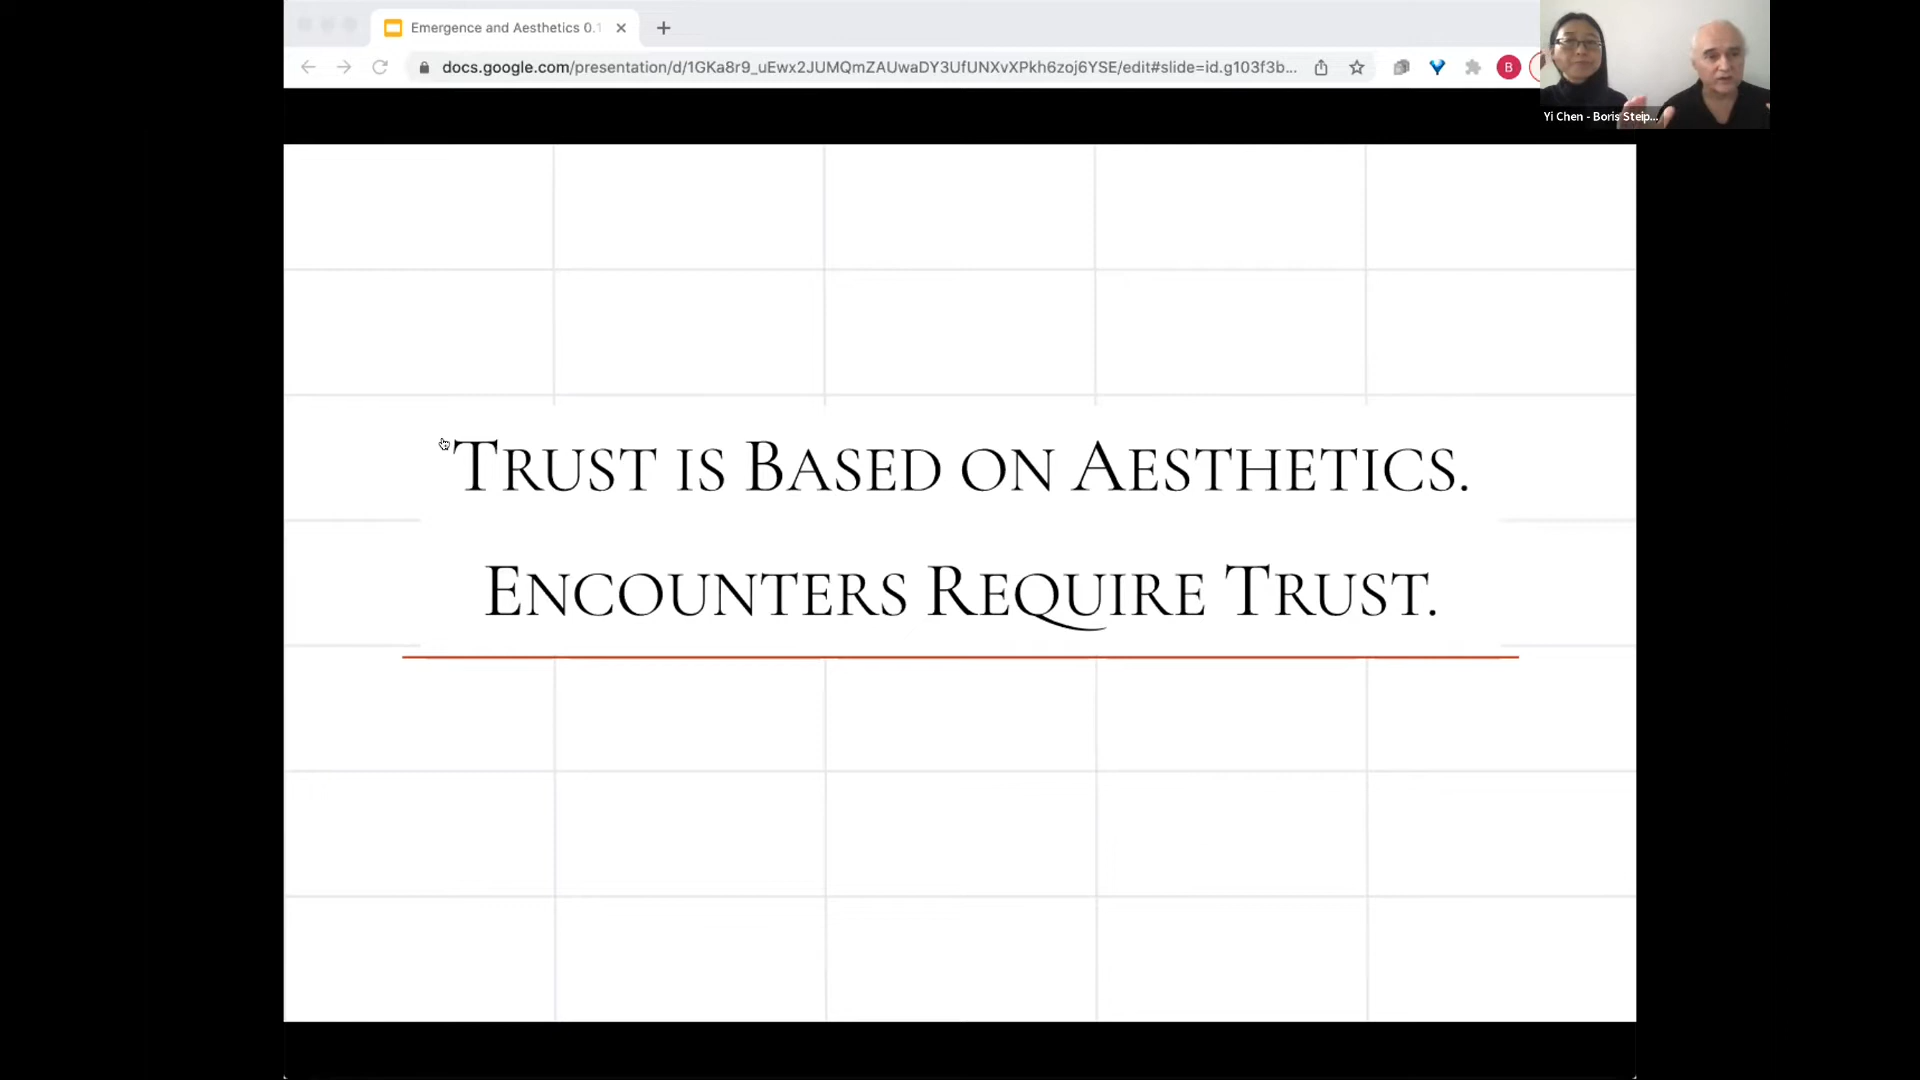 Emergence and Aesthetics 0.1
docs.google.com/presentation/d/1GKa8r9_uEwx2JUMQmZAUwaDY3UfUNXvXPkh6zoj6YSE/edit#slide=id.g103f3b...
B
Yi Chen - Boris Steip...
TRUST IS BASED ON AESTHETICS.
ENCOUNTERS REQUIRE TRUST.